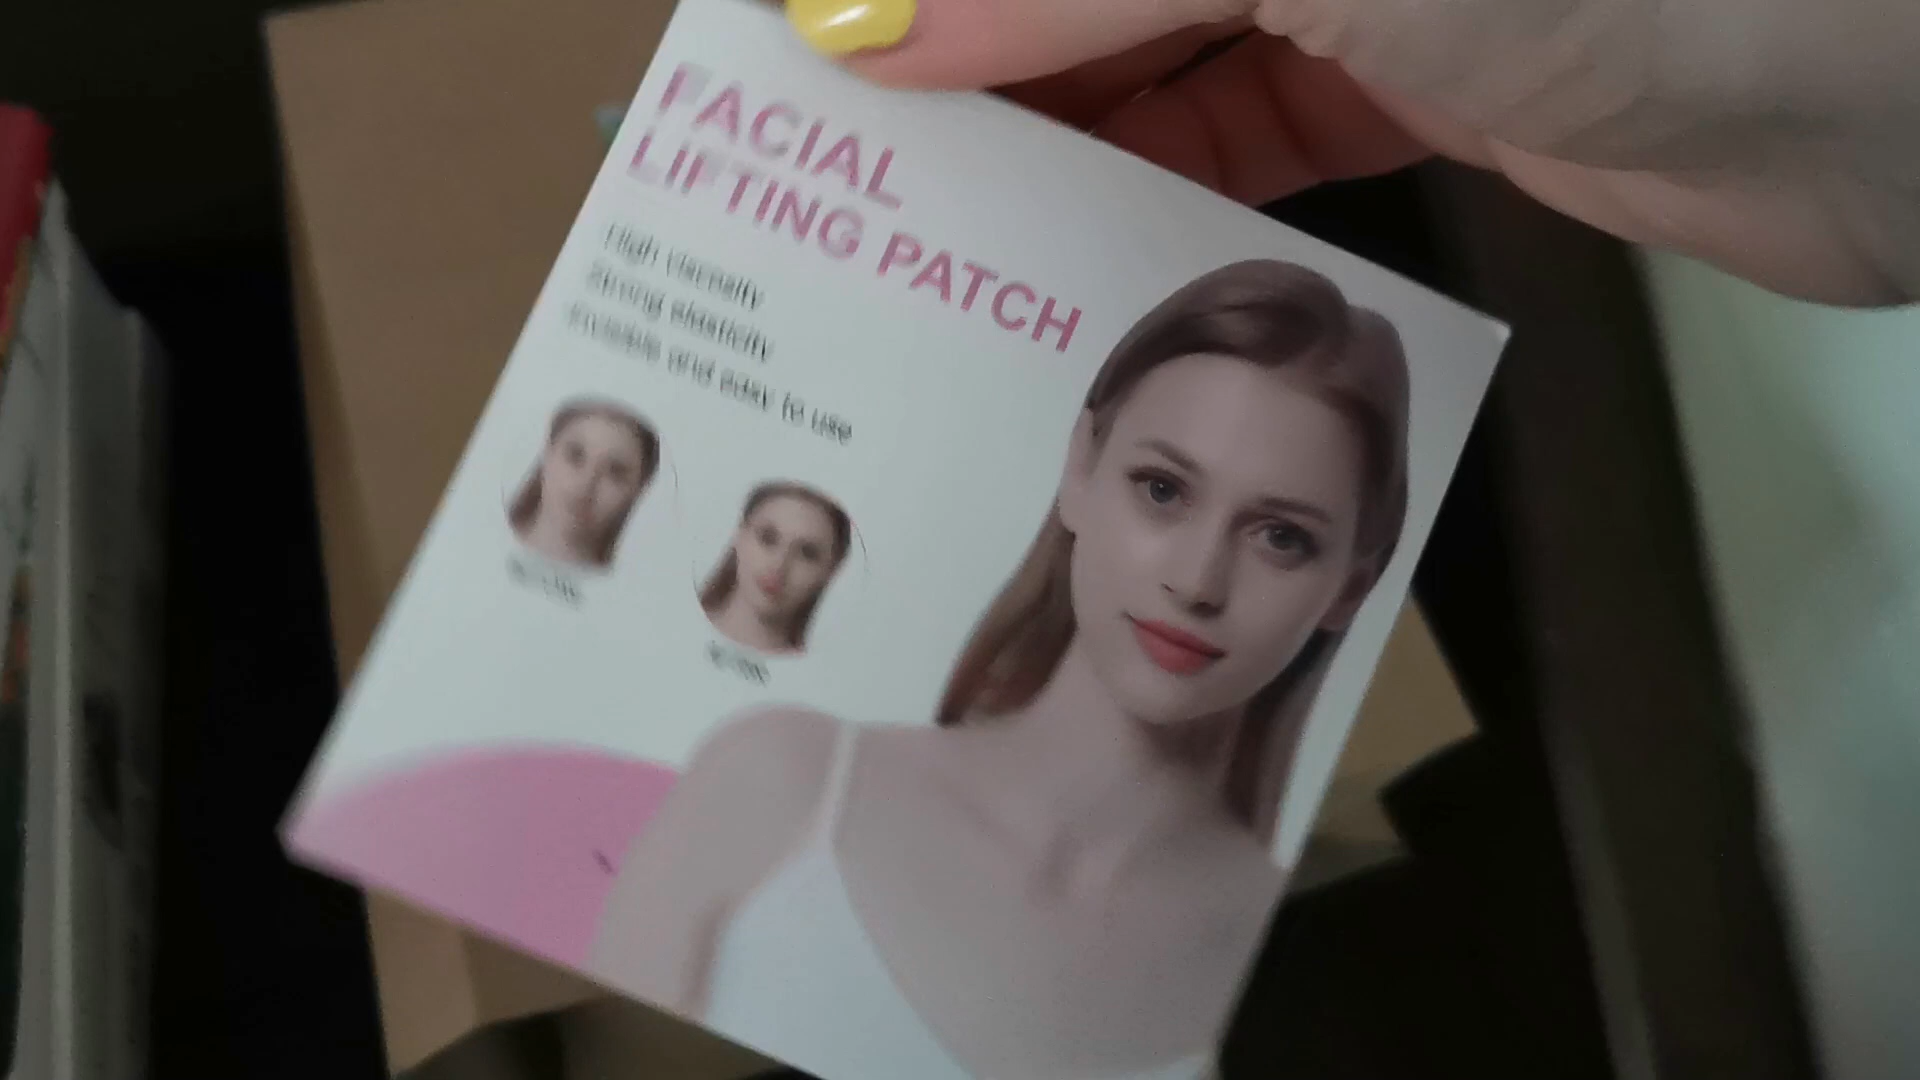 FACIAL
LIFTING PATCH
High viscosity
Strong elasticity
Invisible and easy to use